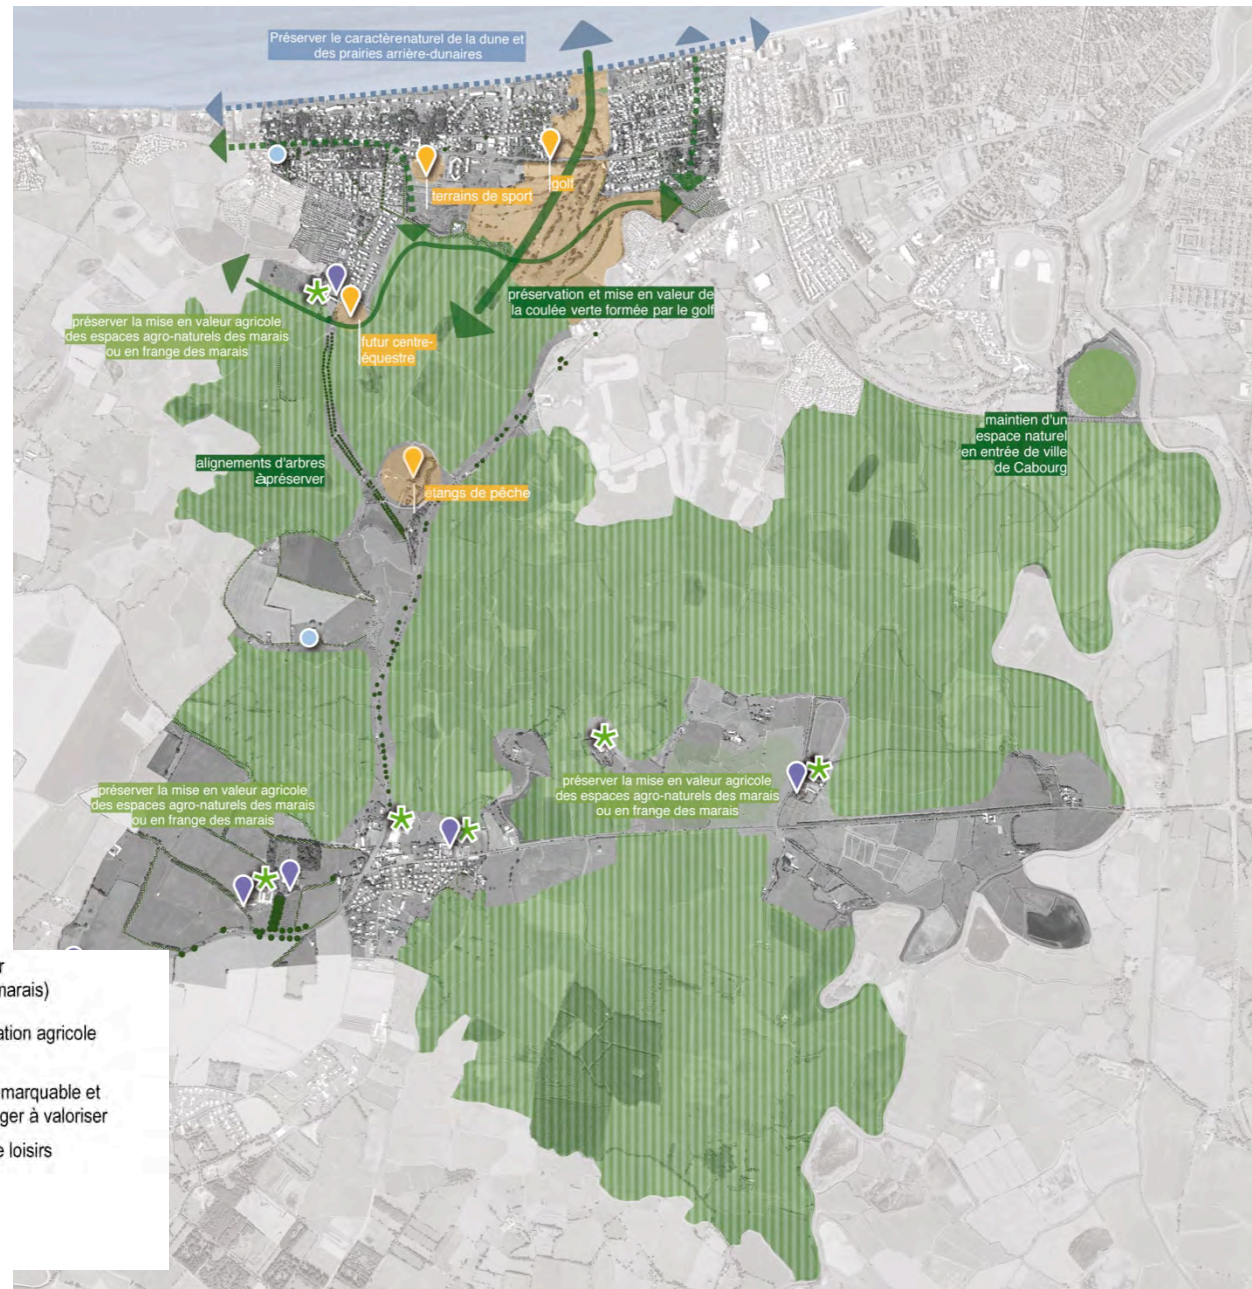 Préserver le caractèrenaturel de la dune et
des prairies arrière-dunaires
terrains de sport
golf
préservation et mise en valeur de
la coulée verte formée par le golf
préserver la mise en valeur agricole
des espaces agro-naturels des marais
ou en frange des marais
futur centre-
équestre
maintien d'un
espace naturel
en entrée de ville
de Cabourg
alignements d'arbres
àpréserver
étangs de pêche
préserver la mise en valeur agricole
des espaces agro-naturels des marais
ou en frange des marais
préserver la mise en valeur agricole
des espaces agro-naturels des marais
ou en frange des marais
r
marais)
ation agricole
marquable et
ger à valoriser
e loisirs